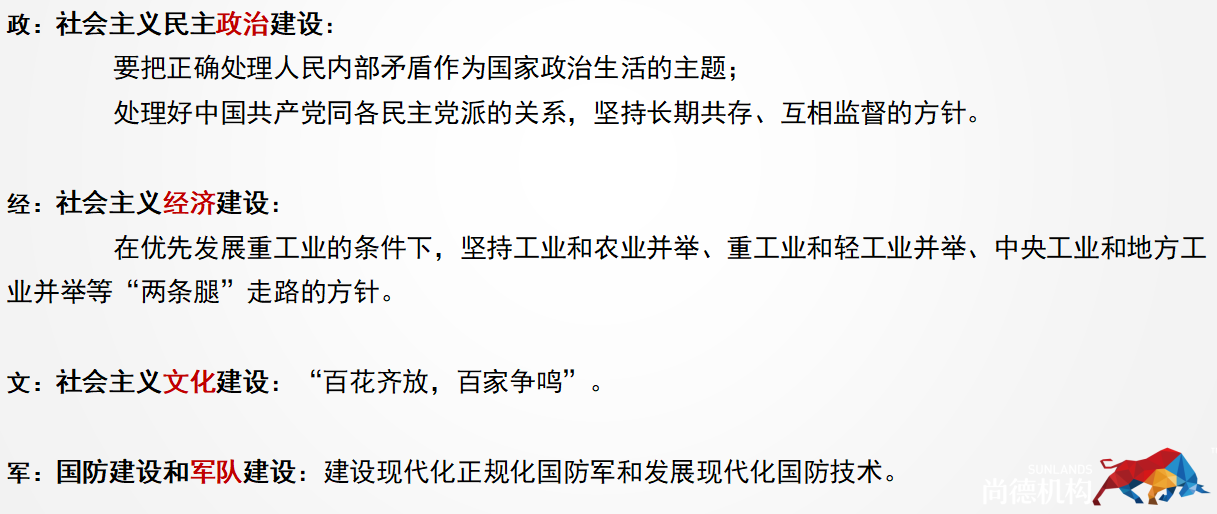 政：社会主义民主政治建设：
要把正确处理人民内部矛盾作为国家政治生活的主题；
处理好中国共产党同各民主党派的关系，坚持长期共存、互相监督的方针。
经：社会主义经济建设：
在优先发展重工业的条件下，坚持工业和农业并举、重工业和轻工业并举、中央工业和地方工
业并举等“两条腿”走路的方针。
文：社会主义文化建设：“百花齐放，百家争鸣”。
军：国防建设和军队建设：建设现代化正规化国防军和发展现代化国防技术。
SUNLANDS
尚德机构